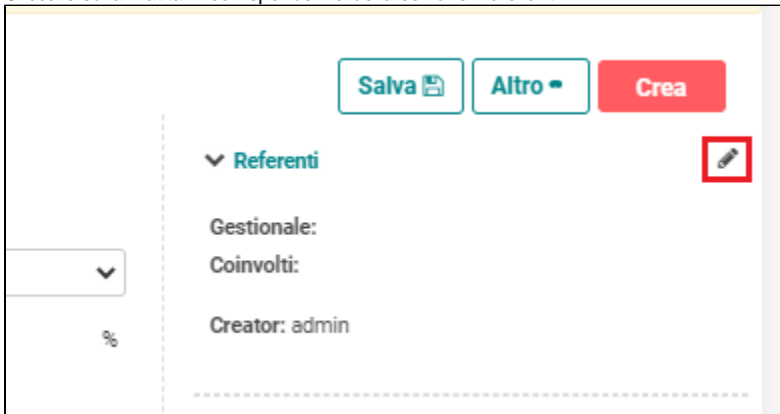 Salva
Altro
Crea
Referenti
Gestionale:
Coinvolti:
%
Creator: admin